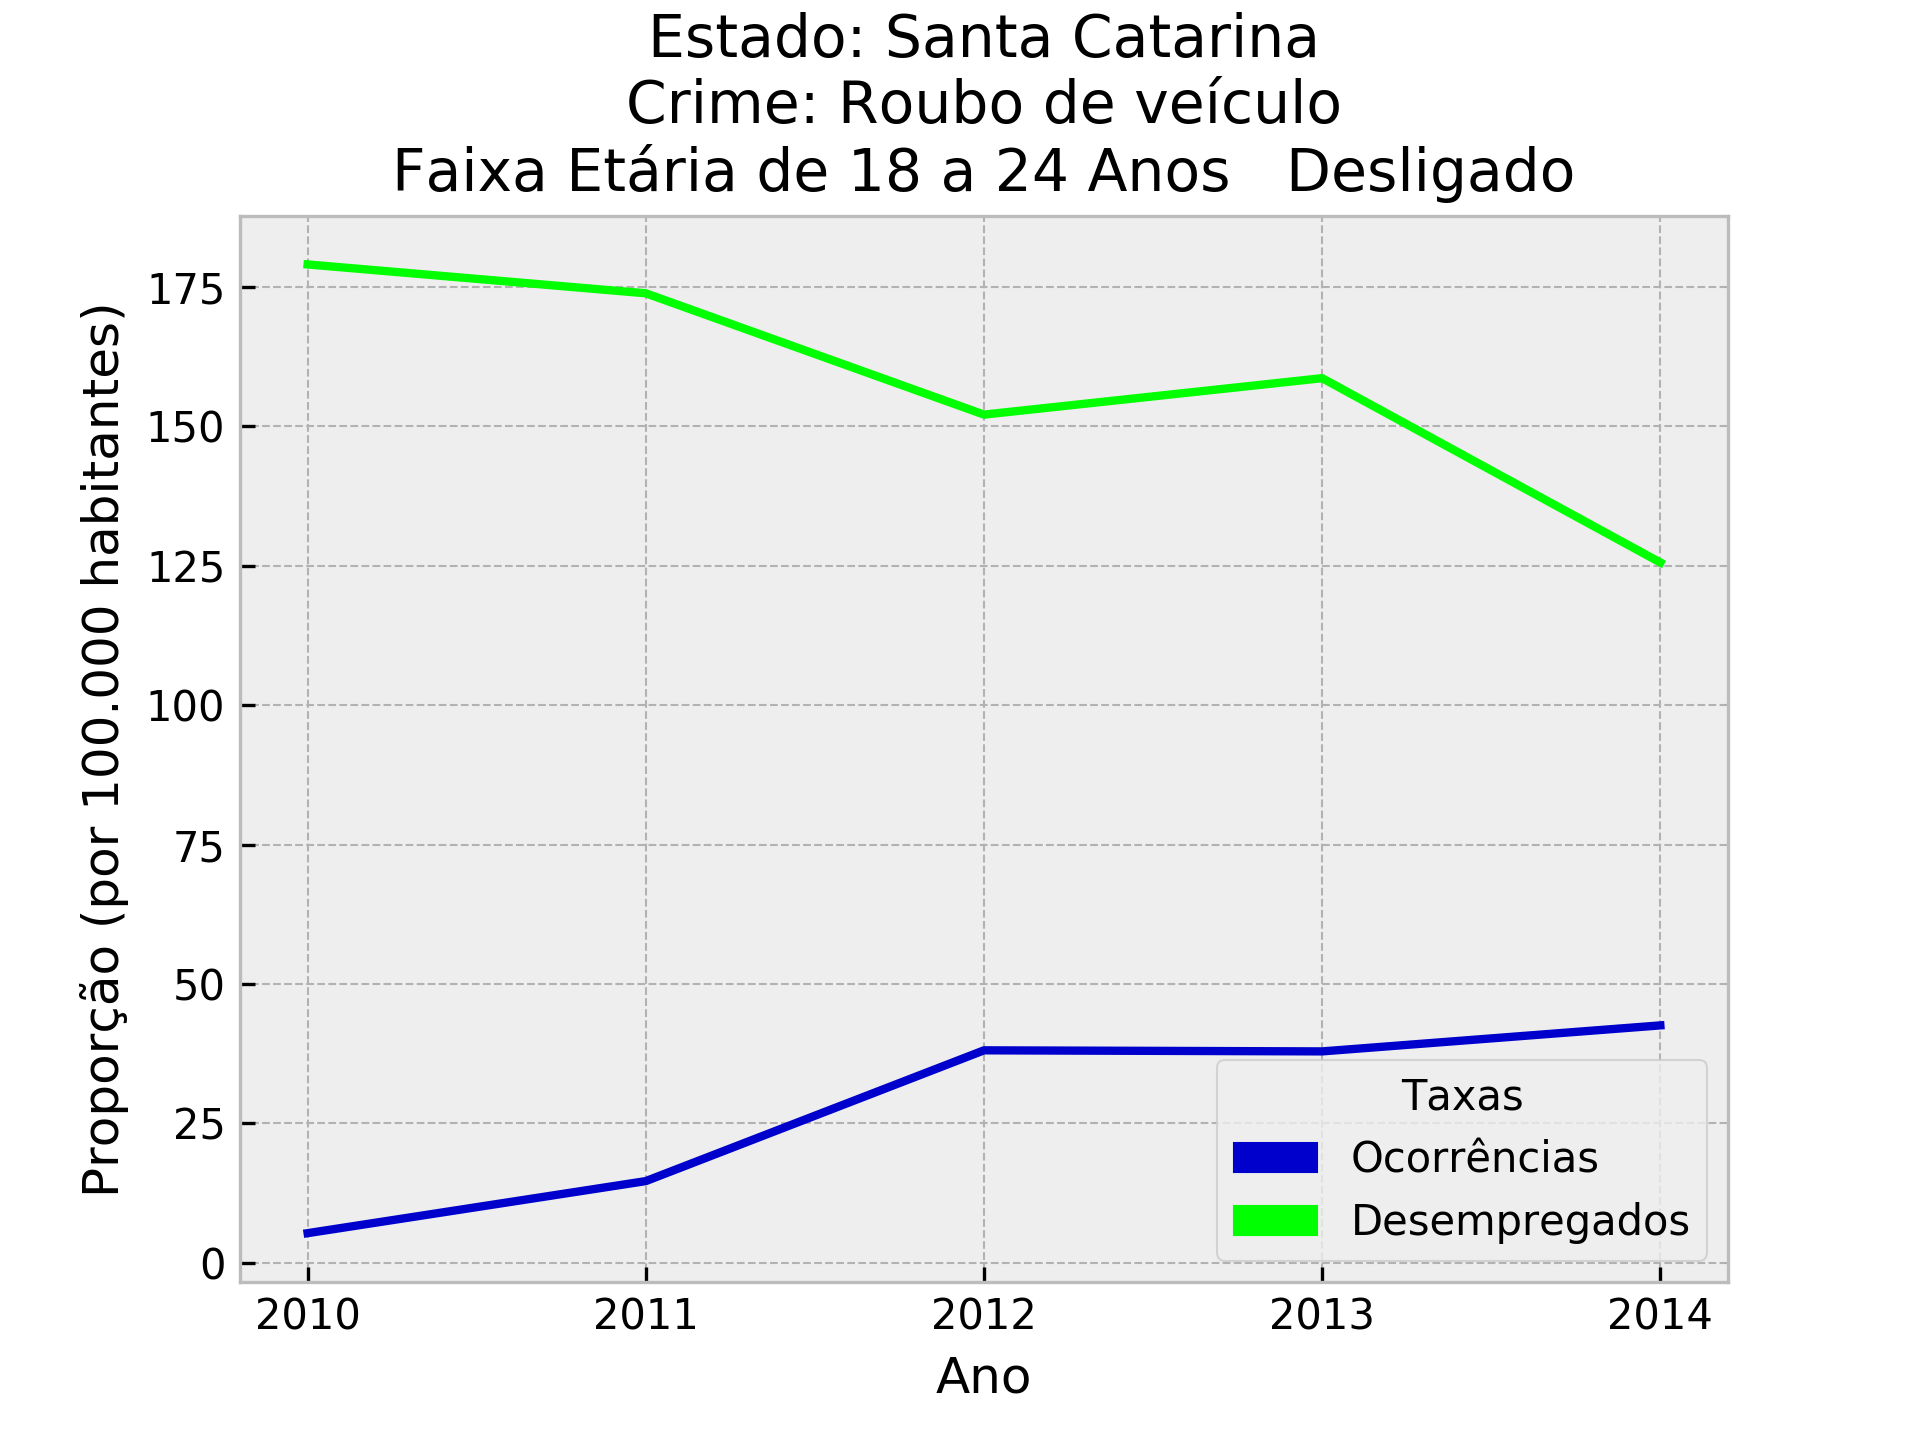 Estado: Santa Catarina
Crime: Roubo de veículo
Faixa Etária de 18 a 24 Anos   Desligado
Proporção (por 100.000 habitantes)
175
150
125
100
75
50
25
0
Taxas
Ocorrências
Desempregados
2010 2011 2012 2013 2014
Ano